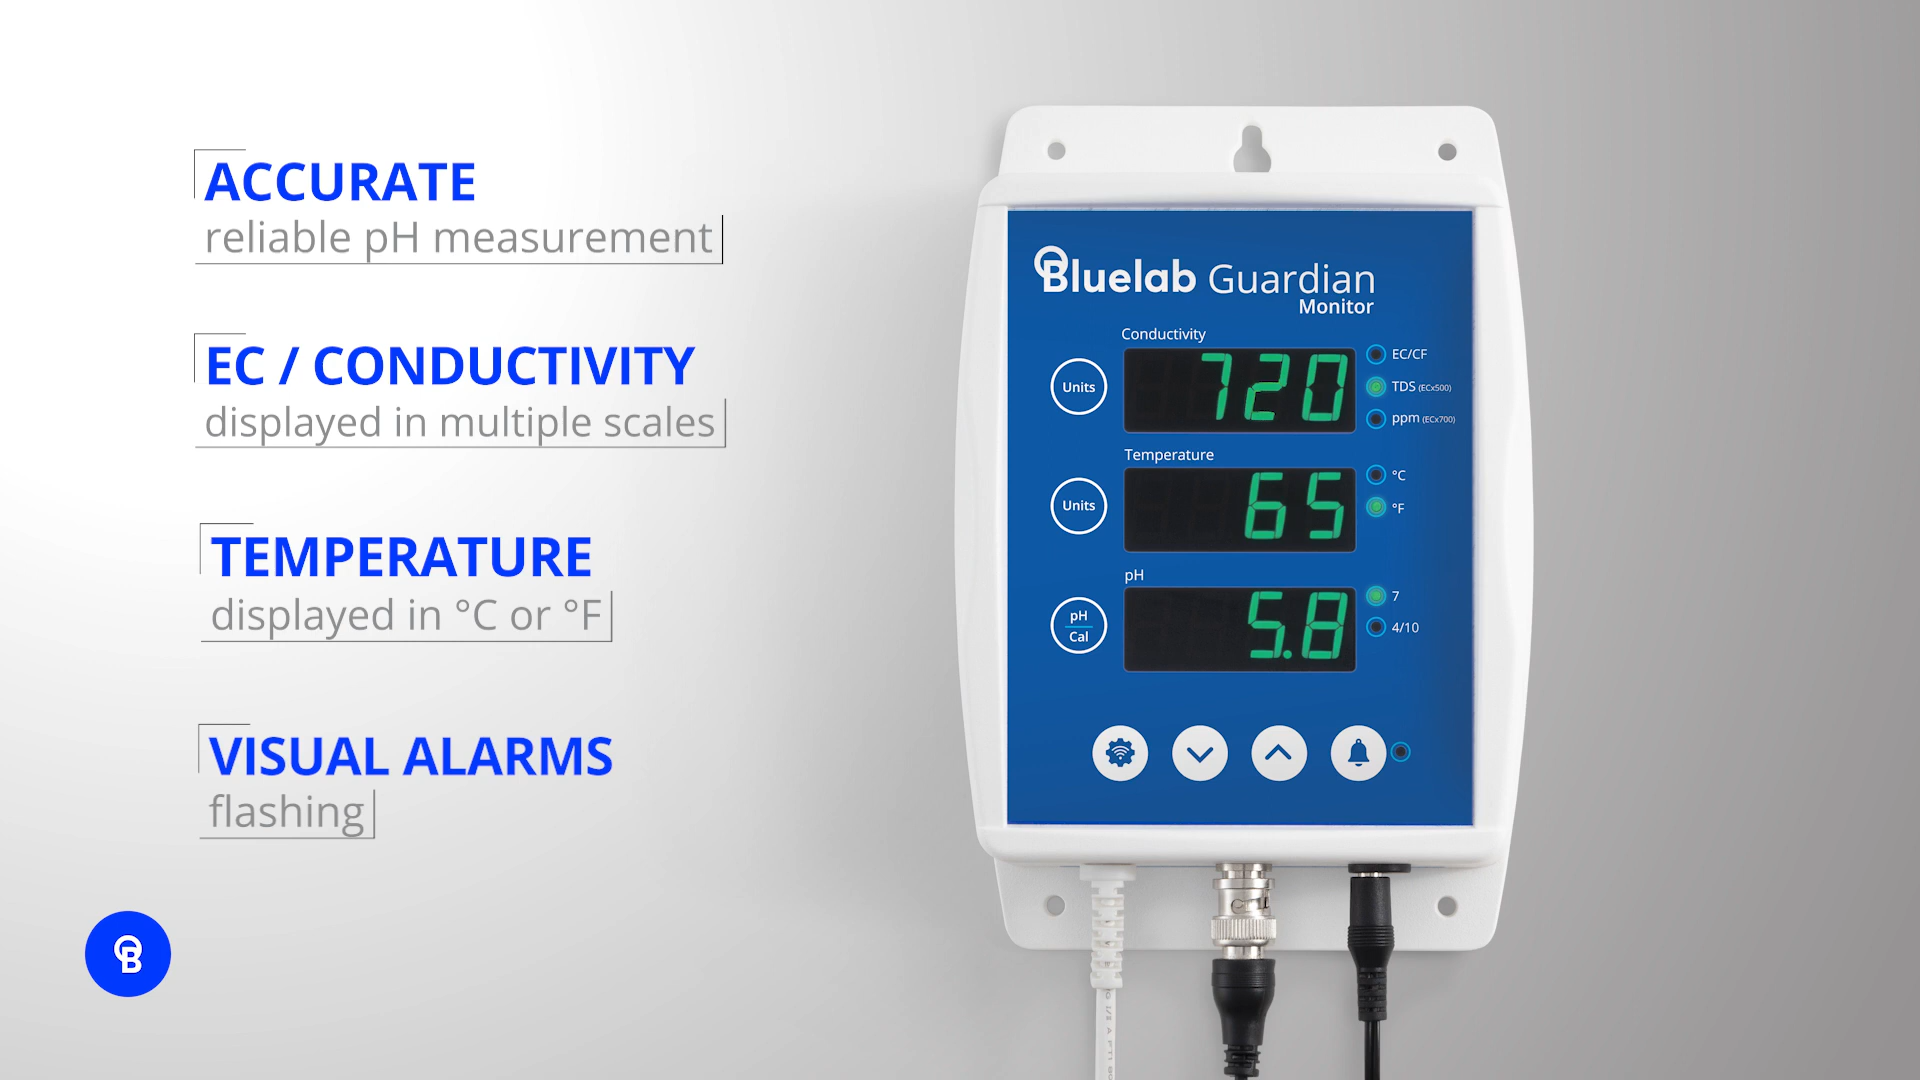 ACCURATE
reliable pH measurement
EC / CONDUCTIVITY
displayed in multiple scales
TEMPERATURE
displayed in °C or °F
VISUAL ALARMS
flashing
B
Bluelab Guardian
Monitor
Conductivity
Units
720
EC/CF
TDS (ECx500)
ppm (ECx700)
Temperature
Units
65
°C
°F
pH
pH
Cal
5.8
7
4/10